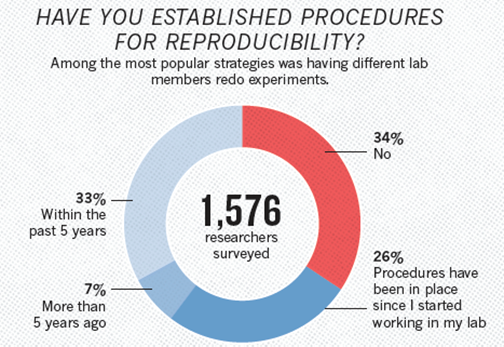 HAVE YOU ESTABLISHED PROCEDURES
FOR REPRODUCIBILITY?
Among the most popular strategies was having different lab
members redo experiments.
34%
No
33%
Within the
past 5 years
1,576
researchers
surveyed
26%
Procedures have
been in place
since I started
working in my lab
7%
More than
5 years ago